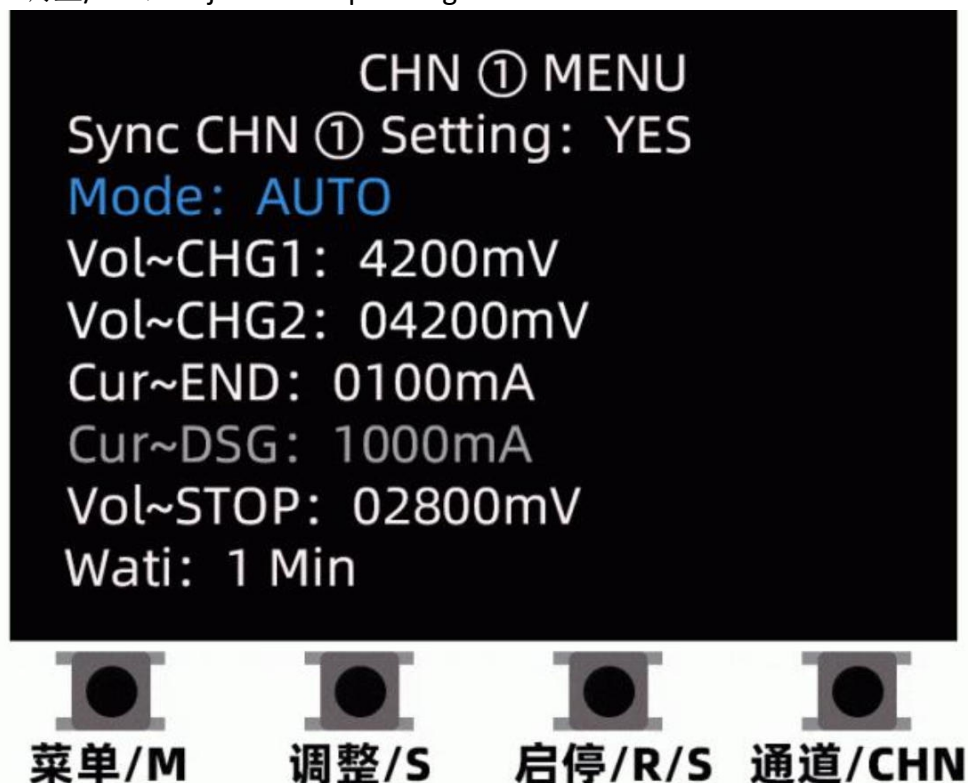 CHN ① MENU
Sync CHN ① Setting: YES
Mode: AUTO
Vol~CHG1: 4200mV
Vol~CHG2: 04200mV
Cur~END: 0100mA
Cur~DSG: 1000mA
Vol~STOP: 02800mV
Wati: 1 Min
菜单/M 调整/S 启停/R/S 通道/CHN